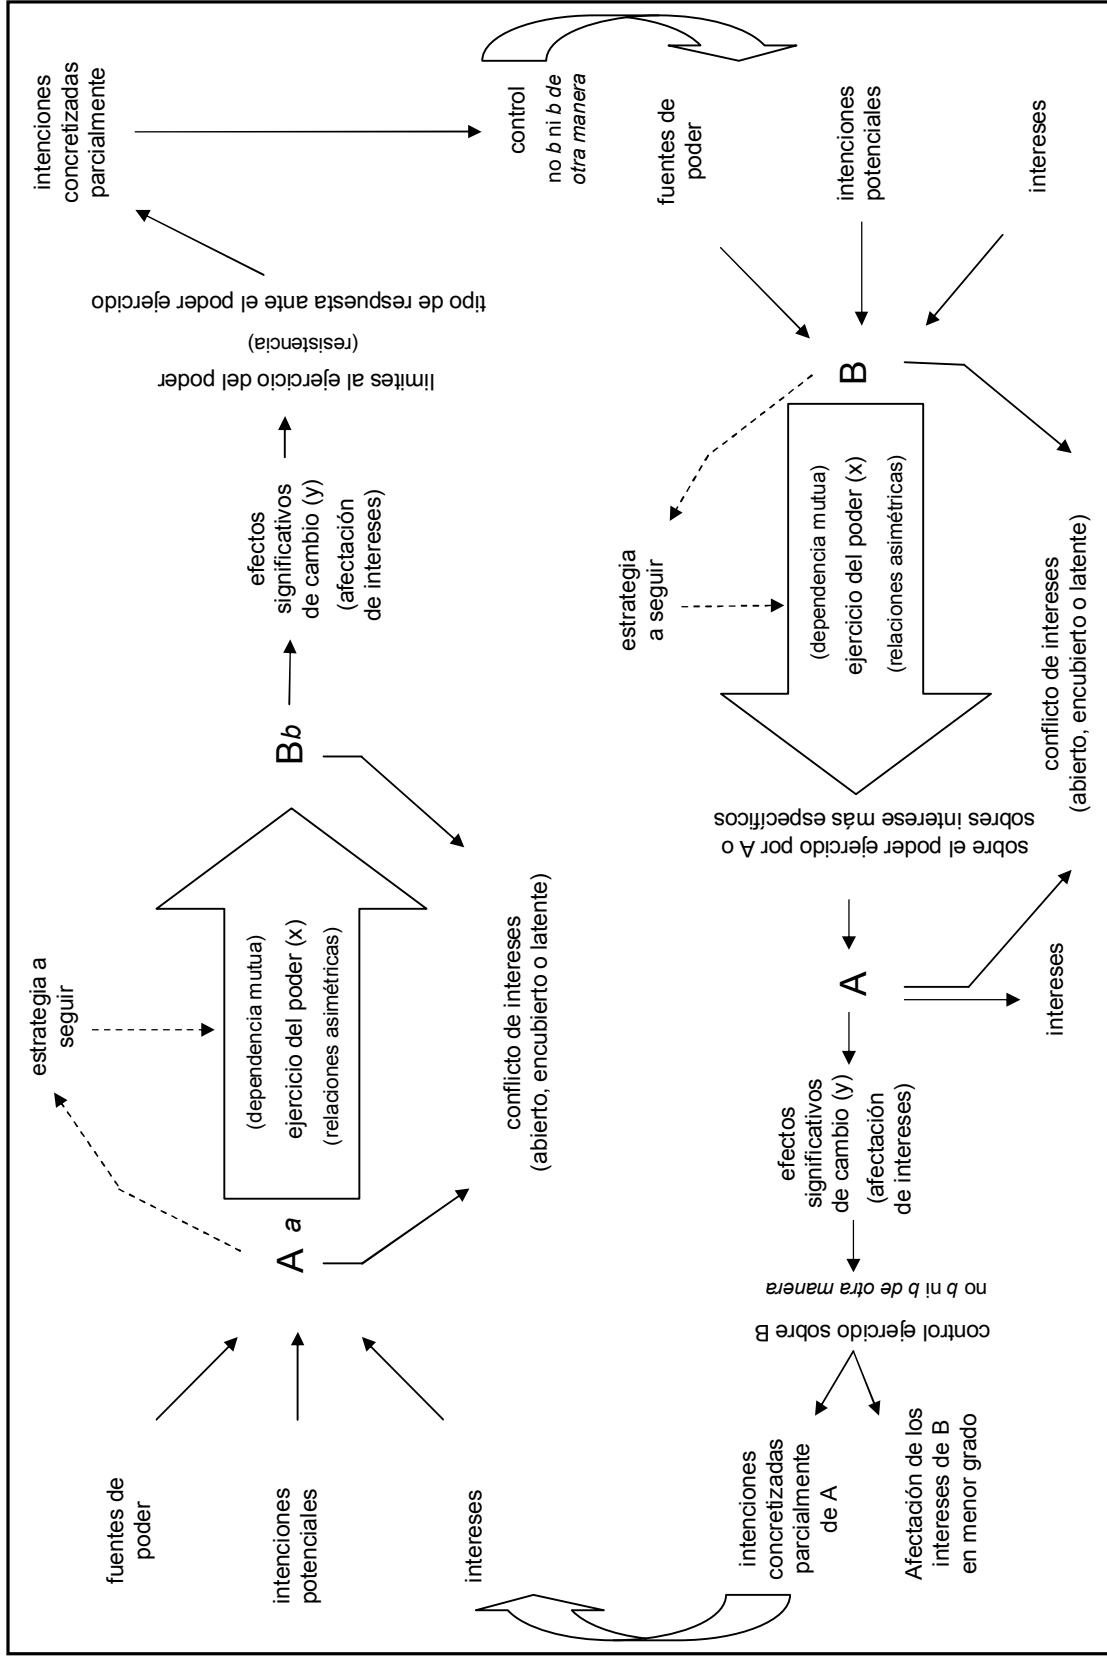 fuentes de
poder
intenciones
potenciales
intereses
A a
estrategia a
seguir
(dependencia mutua)
ejercicio del poder (x)
(relaciones asimétricas)
conflicto de intereses
(abierto, encubierto o latente)
Bb
efectos
significativos
de cambio (y)
(afectación
de intereses)
limites al ejercicio del poder
(resistencia)
tipo de respuesta ante el poder ejercido
intenciones
concretizadas
parcialmente
control
no b ni b de
otra manera
fuentes de
poder
intenciones
potenciales
intereses
B
estrategia
a seguir
(dependencia mutua)
ejercicio del poder (x)
(relaciones asimétricas)
conflicto de intereses
(abierto, encubierto o latente)
sobre el poder ejercido por A o
sobres interese más específicos
A
intereses
efectos
significativos
de cambio (y)
(afectación
de intereses)
no b ni b de otra manera
control ejercido sobre B
intenciones
concretizadas
parcialmente
de A
Afectación de los
intereses de B
en menor grado